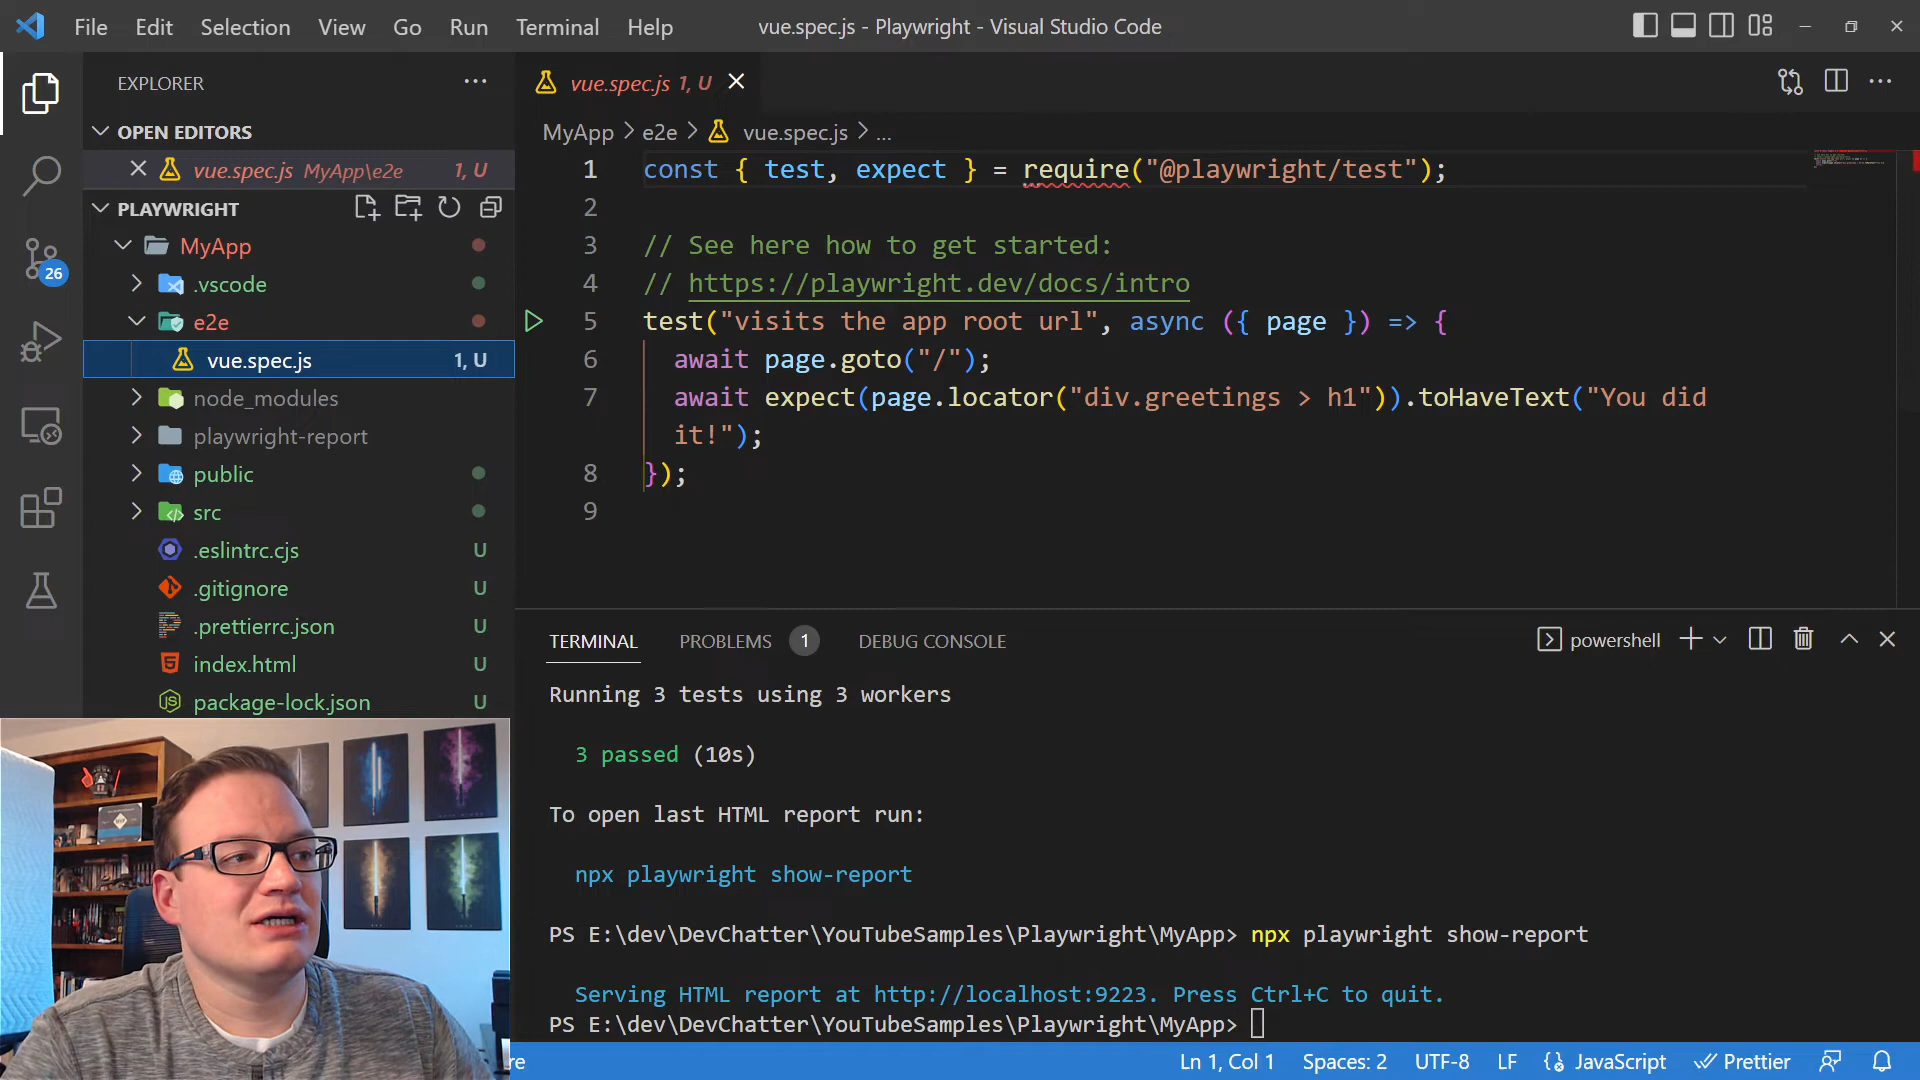 File Edit Selection View Go Run Terminal Help vue.spec.js - Playwright - Visual Studio Code
EXPLORER
OPEN EDITORS
vue.spec.js MyApp\e2e 1, U
PLAYWRIGHT
MyApp
.vscode
e2e
vue.spec.js 1, U
node_modules
playwright-report
public
src
.eslintrc.cjs U
.gitignore U
.prettierrc.json U
index.html U
package-lock.json U
26
vue.spec.js 1, U
MyApp > e2e > vue.spec.js > ...
1 const { test, expect } = require("@playwright/test");
2
3 // See here how to get started:
4 // https://playwright.dev/docs/intro
5 test("visits the app root url", async ({ page }) => {
6 await page.goto("/");
7 await expect(page.locator("div.greetings > h1")).toHaveText("You did
it!");
8 });
9
TERMINAL PROBLEMS 1 DEBUG CONSOLE powershell
Running 3 tests using 3 workers
3 passed (10s)
To open last HTML report run:
npx playwright show-report
PS E:\dev\DevChatter\YouTubeSamples\Playwright\MyApp> npx playwright show-report
Serving HTML report at http://localhost:9223. Press Ctrl+C to quit.
PS E:\dev\DevChatter\YouTubeSamples\Playwright\MyApp>
re Ln 1, Col 1 Spaces: 2 UTF-8 LF JavaScript Prettier